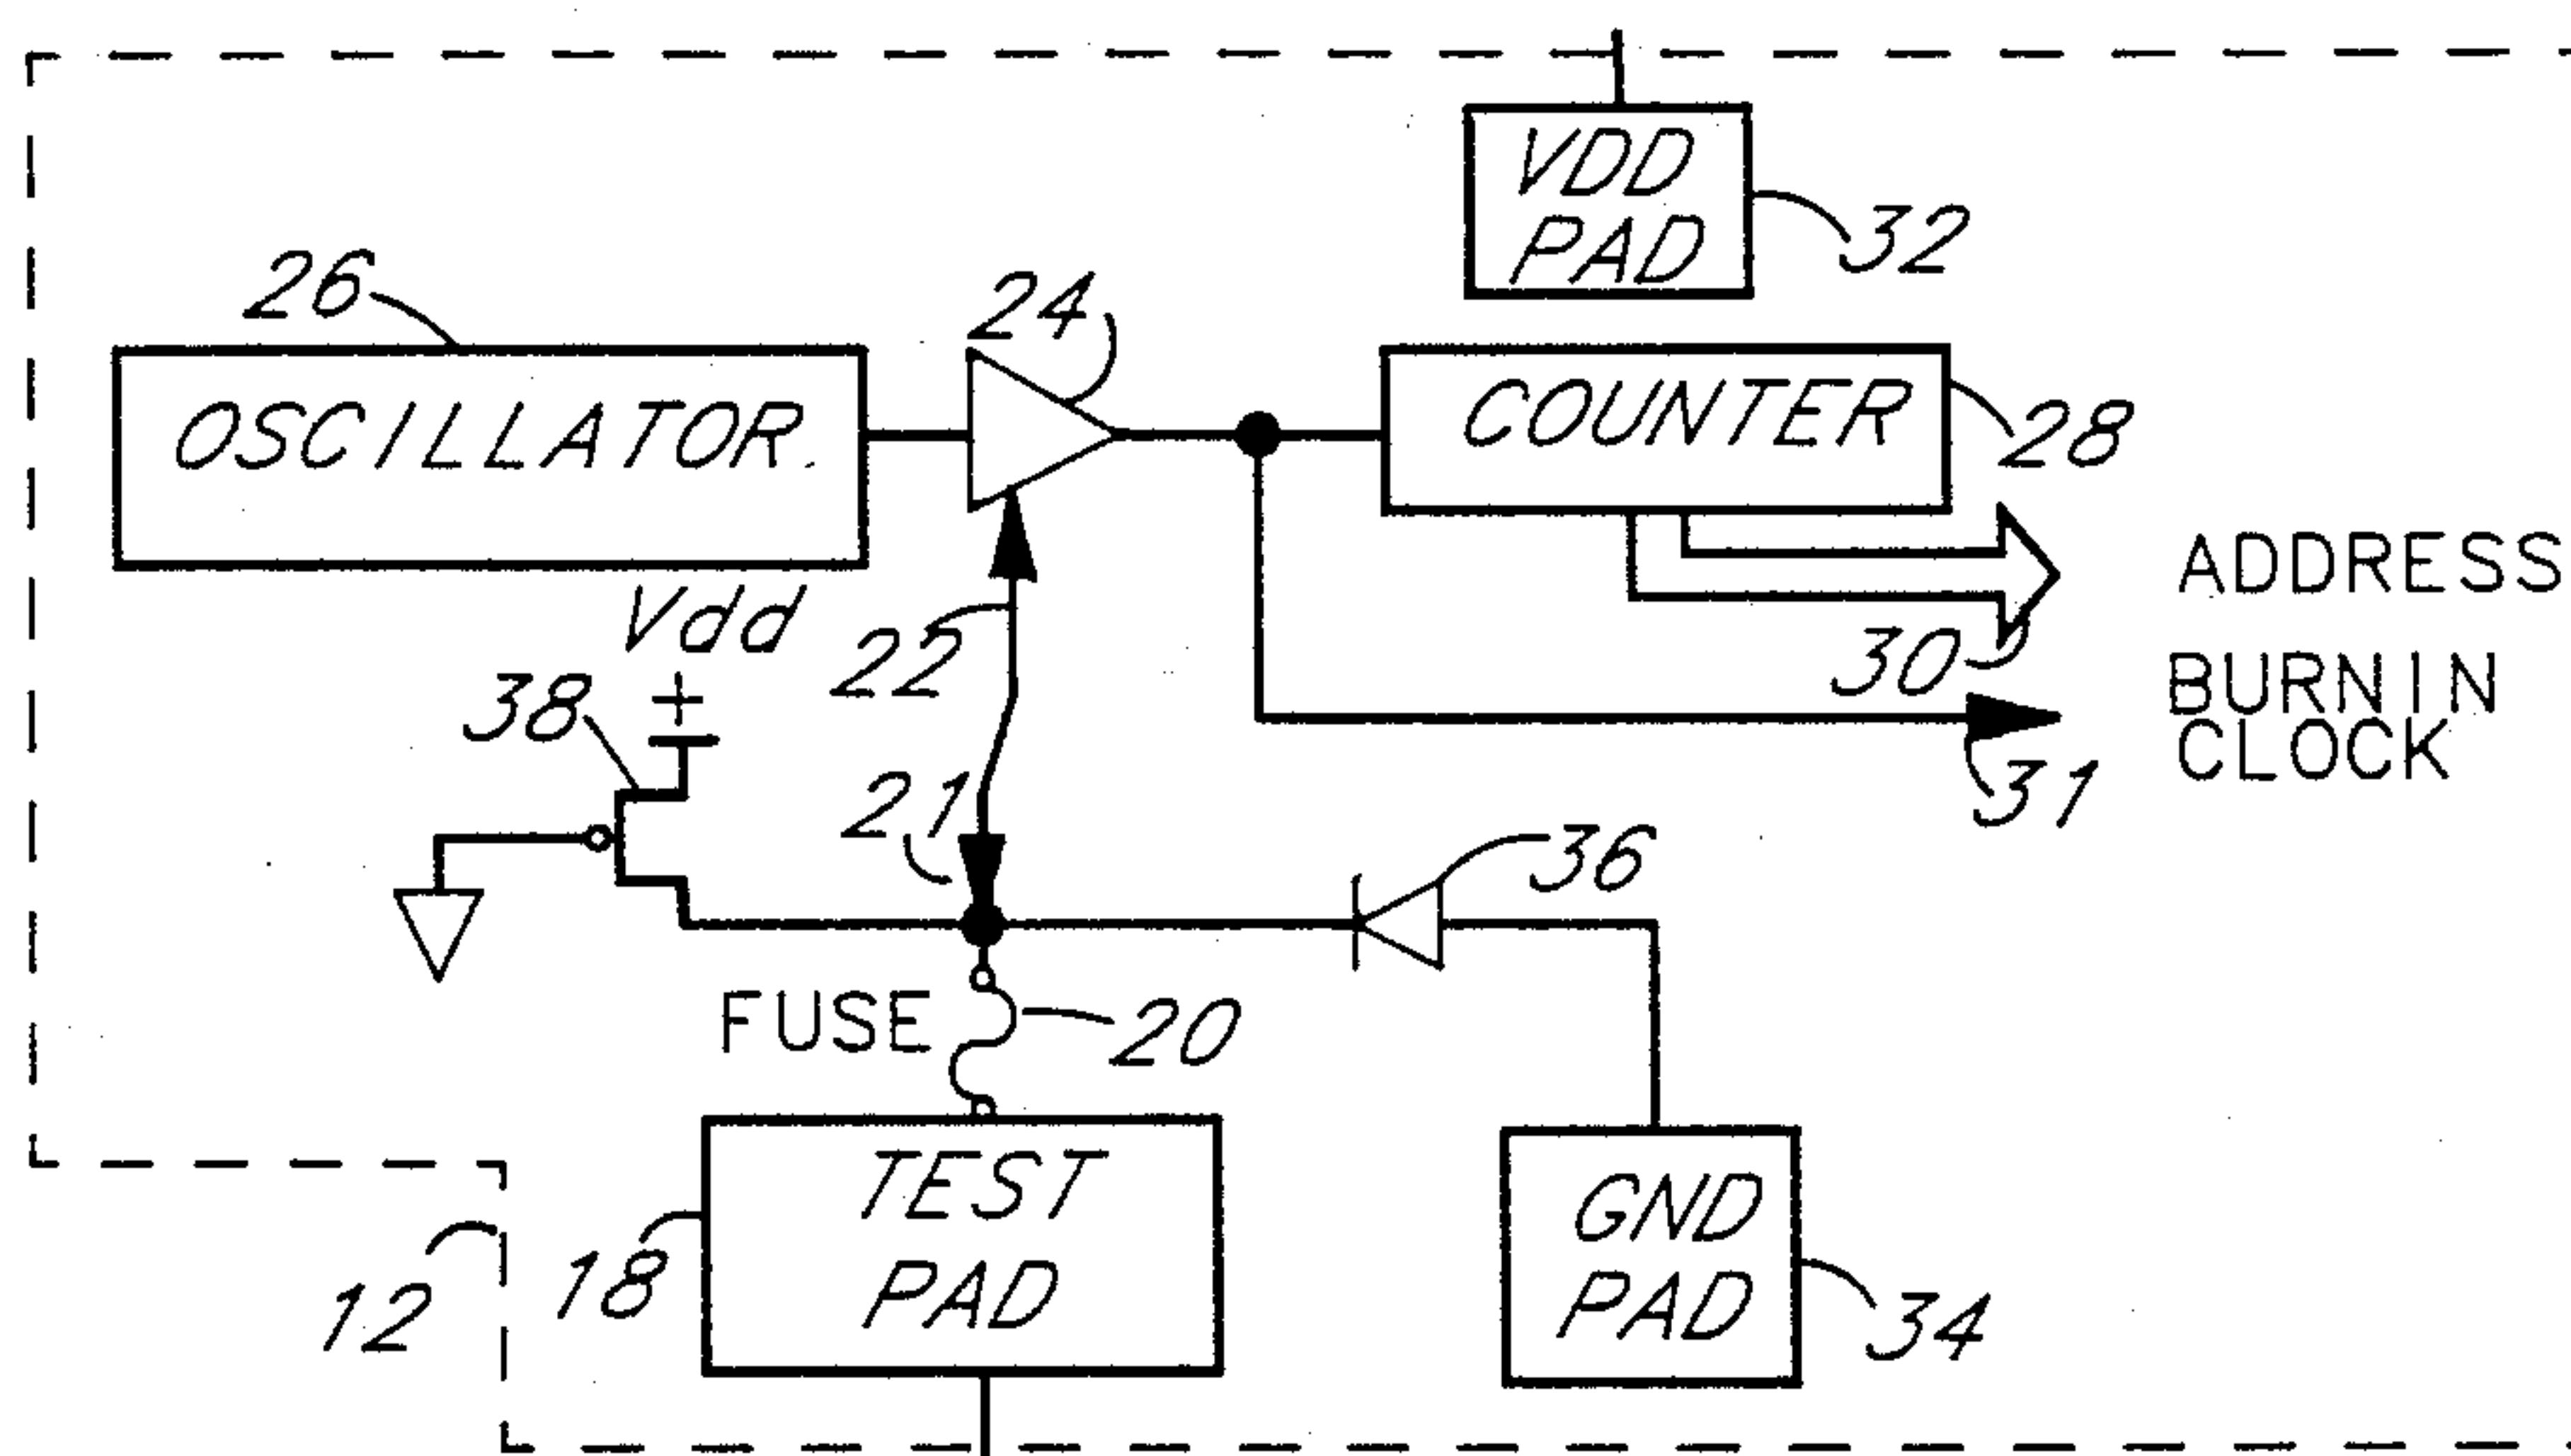 VDD
PAD
32
26
24
OSCILLATOR
COUNTER
28
ADDRESS
30
Vdd
+
22
38
BURNIN
CLOCK
31
21
36
FUSE
20
TEST
PAD
18
12
GND
PAD
34